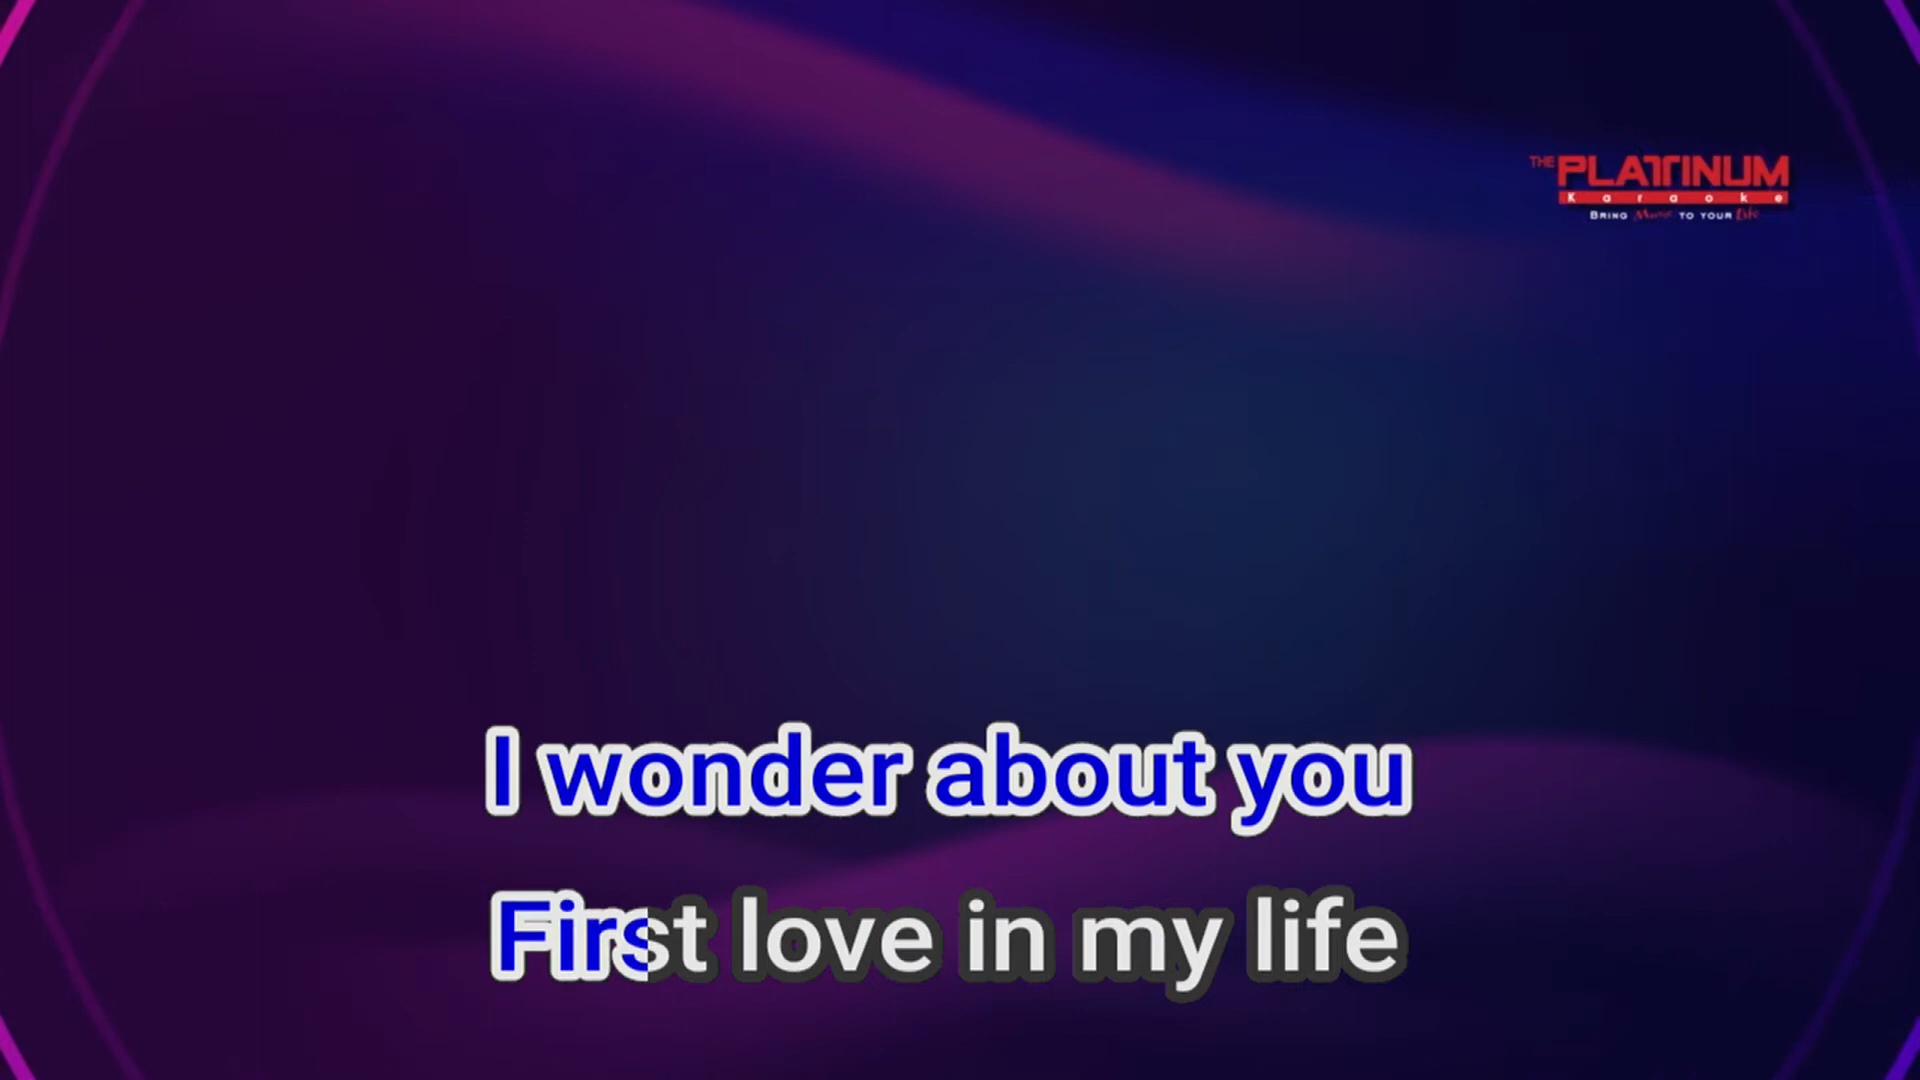 THE PLATINUM
Karaoke
BRING Music TO YOUR Life
I wonder about you
First love in my life